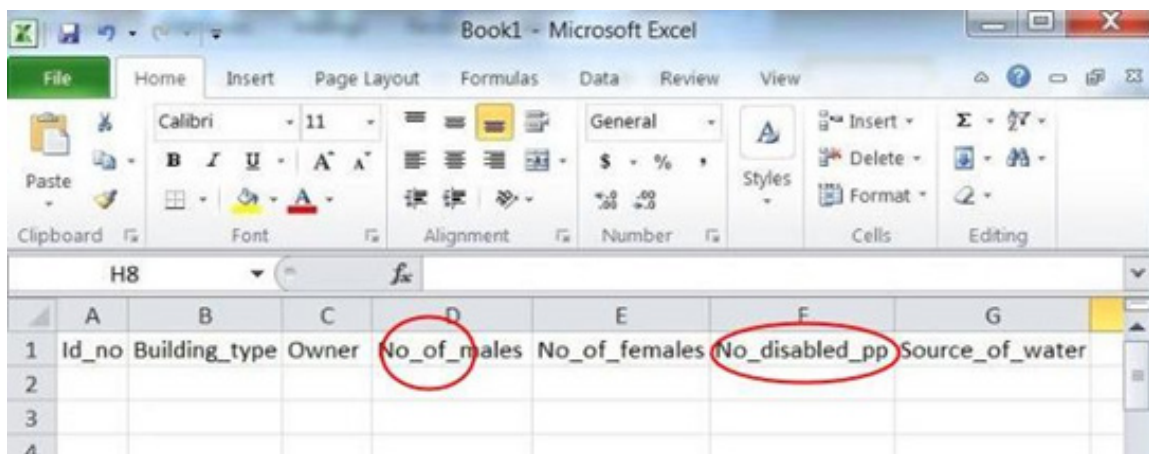 Book1 - Microsoft Excel
File Home Insert Page Layout Formulas Data Review View
Calibri 11 General Insert Σ
Paste B I U A A $ % , Styles Delete
A Format
Clipboard Font Alignment Number Cells Editing
H8 fx
A B C D E F G
1 Id_no Building_type Owner No_of_males No_of_females No_disabled_pp Source_of_water
2
3
4